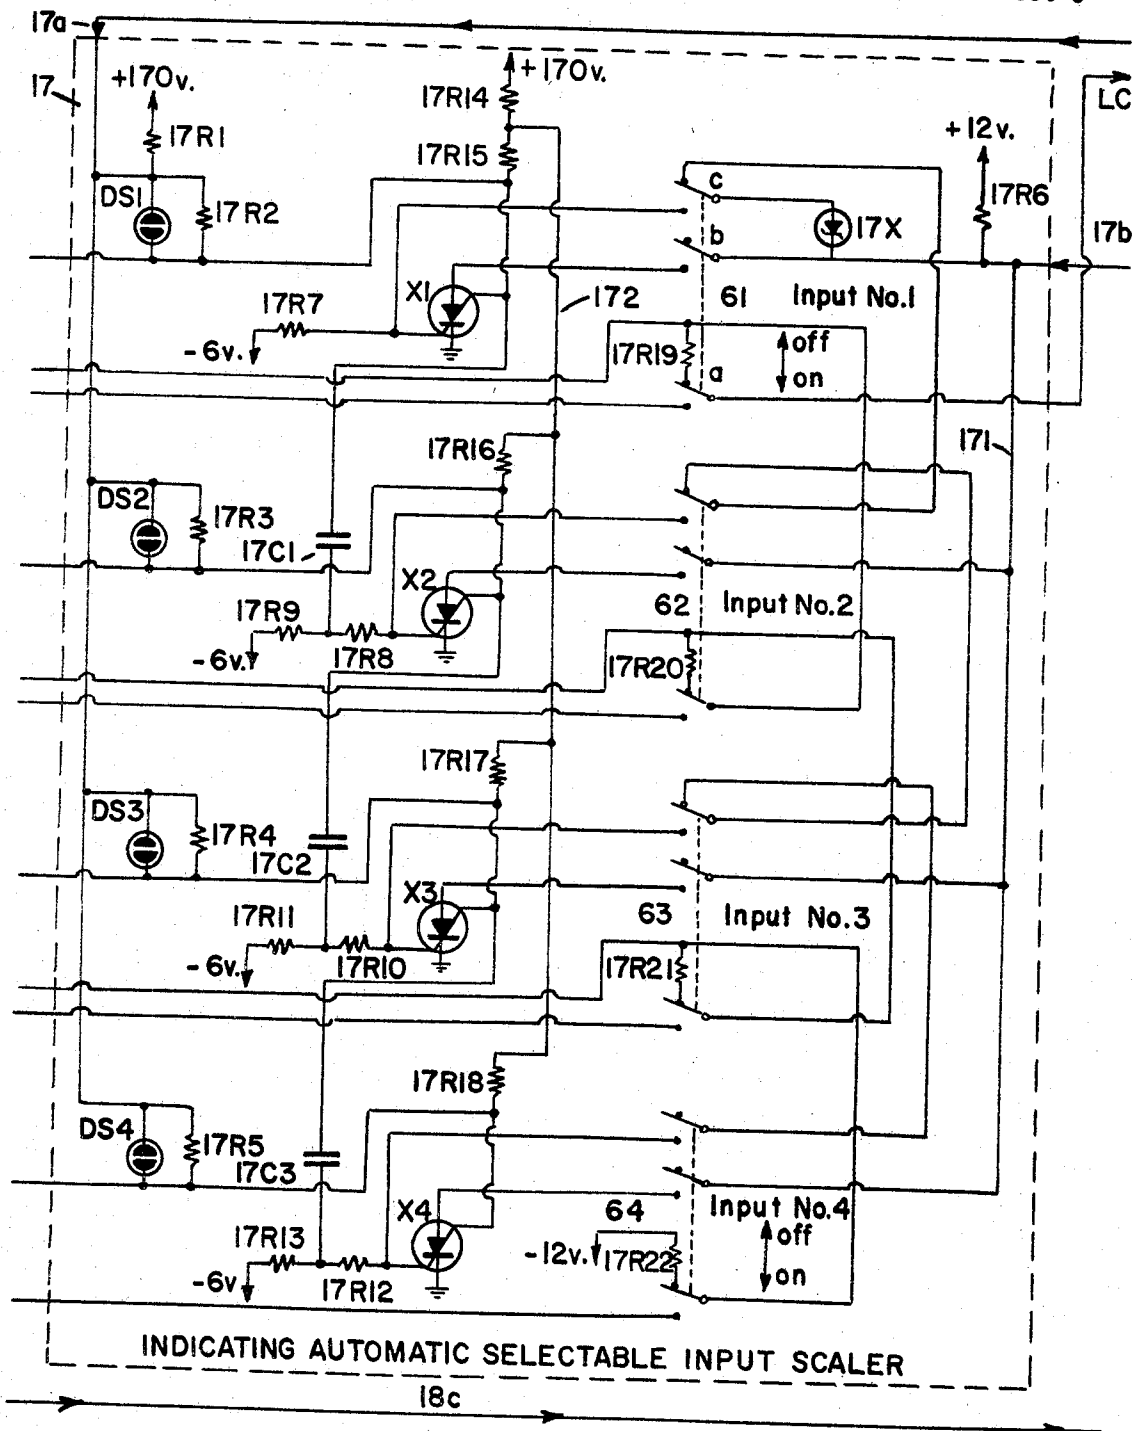 17a
17
+170v.
+170v.
LC
17R14
17R1
+12v.
17R15
c
DS1
17R2
17R6
17X
17b
b
X1
172
61
Input No.1
17R7
-6v.
17R19
off
on
a
17R16
171
DS2
17R3
17C1
X2
62
Input No.2
17R9
17R8
-6v.
17R20
17R17
DS3
17R4
17C2
X3
63
Input No.3
17R11
17R10
-6v.
17R21
17R18
DS4
17R5
17C3
X4
64
Input No.4
17R13
-12v.
17R22
off
on
-6v
17R12
INDICATING AUTOMATIC SELECTABLE INPUT SCALER
18c